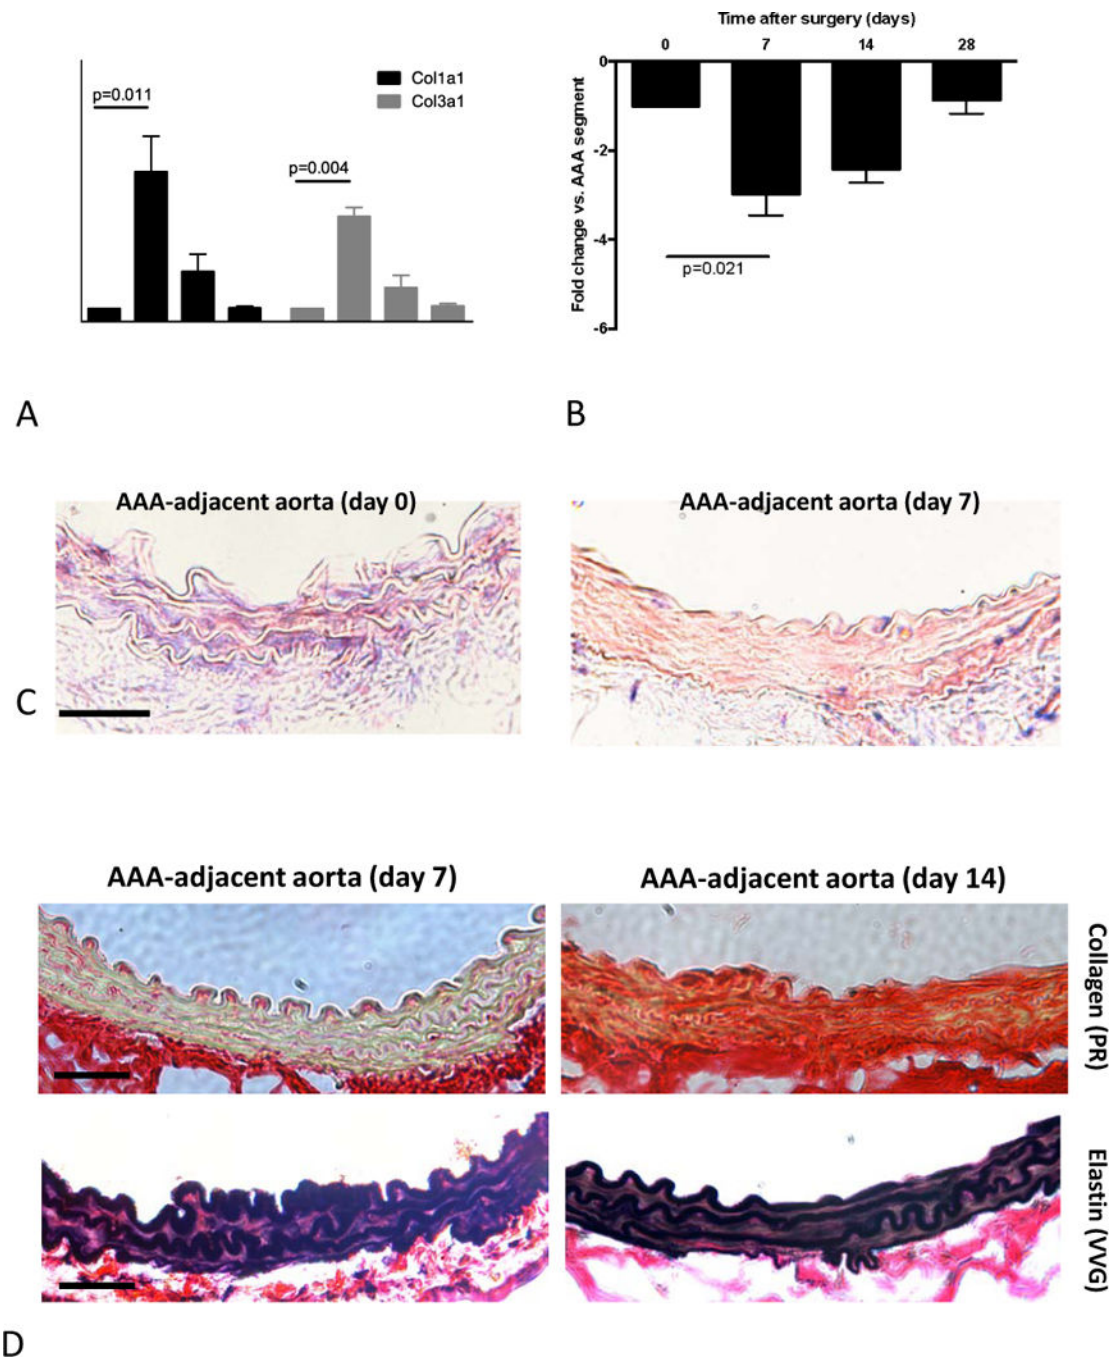 Col1a1
Col3a1
p=0.011
p=0.004
A
Time after surgery (days)
0 7 14 28
0
-2
-4
-6
Fold change vs. AAA segment
p=0.021
B
AAA-adjacent aorta (day 0)
AAA-adjacent aorta (day 7)
C
AAA-adjacent aorta (day 7)
AAA-adjacent aorta (day 14)
Collagen (PR)
Elastin (VVG)
D